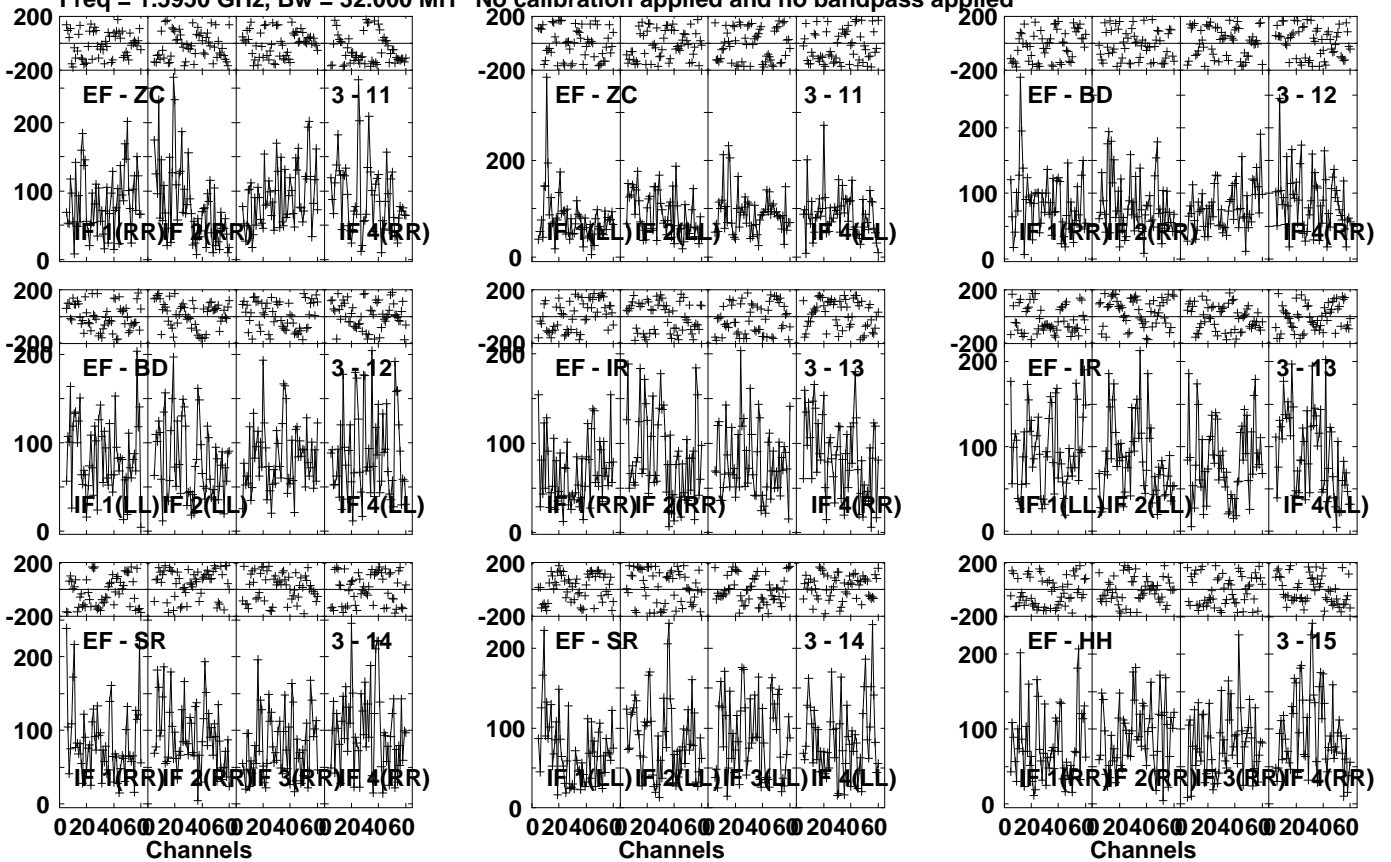 Freq = 1.5950 GHz, Bw = 32.000 MH No calibration applied and no bandpass applied
200 200 200
-200 -200 -200
EF - ZC 3 - 11 EF - ZC 3 - 11 EF - BD 3 - 12
200 200 200
100 100
IF 1(RR) IF 2(RR) IF 4(RR) IF 1(LL) IF 2(LL) IF 4(LL) IF 1(RR) IF 2(RR) IF 4(RR)
0 0 0
200 200 200
-200 -200 -200
200 200 200
EF - BD 3 - 12 EF - IR 3 - 13 EF - IR 3 - 13
100 100 100
IF 1(LL) IF 2(LL) IF 4(LL) IF 1(RR) IF 2(RR) IF 4(RR) IF 1(LL) IF 2(LL) IF 4(LL)
0 0 0
200 200 200
-200 -200 -200
EF - SR 3 - 14 EF - SR 3 - 14 EF - HH 3 - 15
200 200 200
100 100 100
IF 1(RR) IF 2(RR) IF 3(RR) IF 4(RR) IF 1(LL) IF 2(LL) IF 3(LL) IF 4(LL) IF 1(RR) IF 2(RR) IF 3(RR) IF 4(RR)
0 0 0
0 20 40 60 0 20 40 60 0 20 40 60 0 20 40 60 0 20 40 60 0 20 40 60 0 20 40 60 0 20 40 60 0 20 40 60 0 20 40 60 0 20 40 60 0 20 40 60
Channels Channels Channels